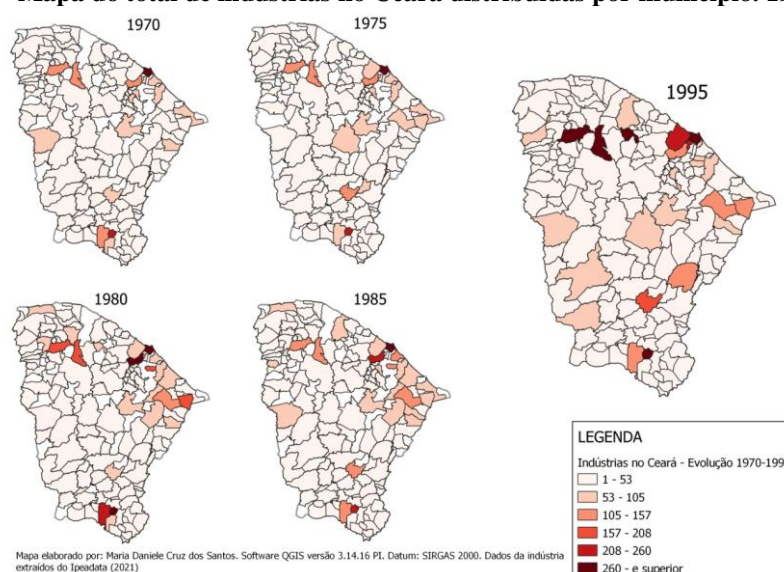 Mapa do total de indústrias no Ceará distribuídas por município.
1970
1975
1995
1980
1985
LEGENDA
Indústrias no Ceará - Evolução 1970-199
1 - 53
53 - 105
105 - 157
157 - 208
208 - 260
260 - e superior
Mapa elaborado por: Maria Daniele Cruz dos Santos. Software QGIS versão 3.14.16 PI. Datum: SIRGAS 2000. Dados da indústria
extraídos do Ipeadata (2021)